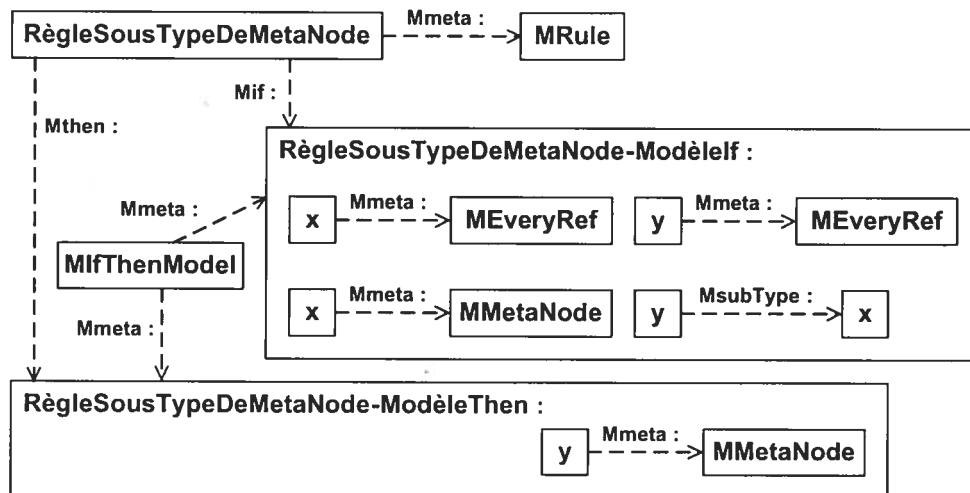 RègleSousTypeDeMetaNode Mmeta : MRule
Mif :
Mthen :
RègleSousTypeDeMetaNode-ModèleIf :
Mmeta :
x Mmeta : MEveryRef y Mmeta : MEveryRef
MIfThenModel
x Mmeta : MMetaNode y MsubType : x
Mmeta :
RègleSousTypeDeMetaNode-ModèleThen :
y Mmeta : MMetaNode